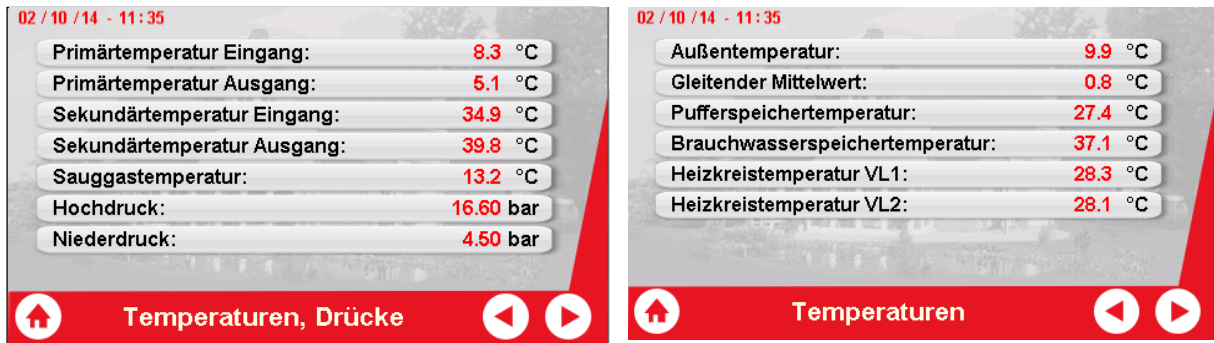 02 / 10 / 14 - 11 : 35
Primärtemperatur Eingang: 8.3 °C
Primärtemperatur Ausgang: 5.1 °C
Sekundärtemperatur Eingang: 34.9 °C
Sekundärtemperatur Ausgang: 39.8 °C
Sauggastemperatur: 13.2 °C
Hochdruck: 16.60 bar
Niederdruck: 4.50 bar
Temperaturen, Drücke
02 / 10 / 14 - 11 : 35
Außentemperatur: 9.9 °C
Gleitender Mittelwert: 0.8 °C
Pufferspeichertemperatur: 27.4 °C
Brauchwasserspeichertemperatur: 37.1 °C
Heizkreistemperatur VL1: 28.3 °C
Heizkreistemperatur VL2: 28.1 °C
Temperaturen